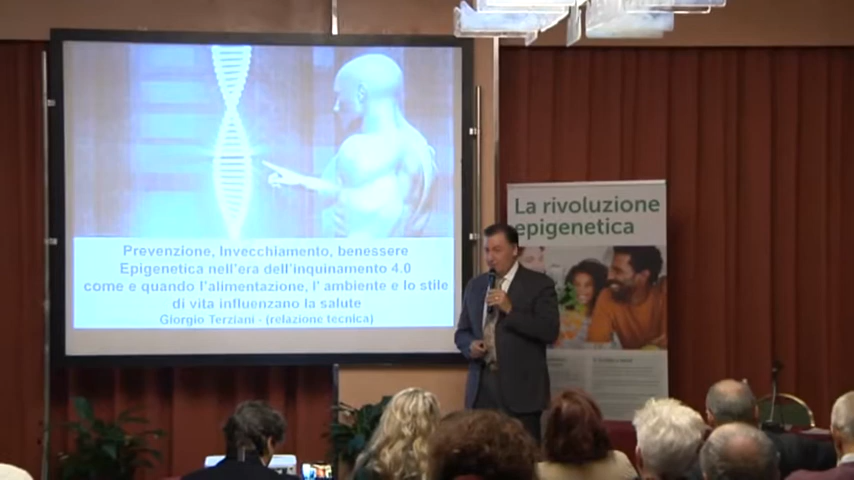 Prevenzione, Invecchiamento, benessere
Epigenetica nell'era dell'inquinamento 4.0
come e quando l'alimentazione, l' ambiente e lo stile
di vita influenzano la salute
Giorgio Terziani - (relazione tecnica)
La rivoluzione
epigenetica